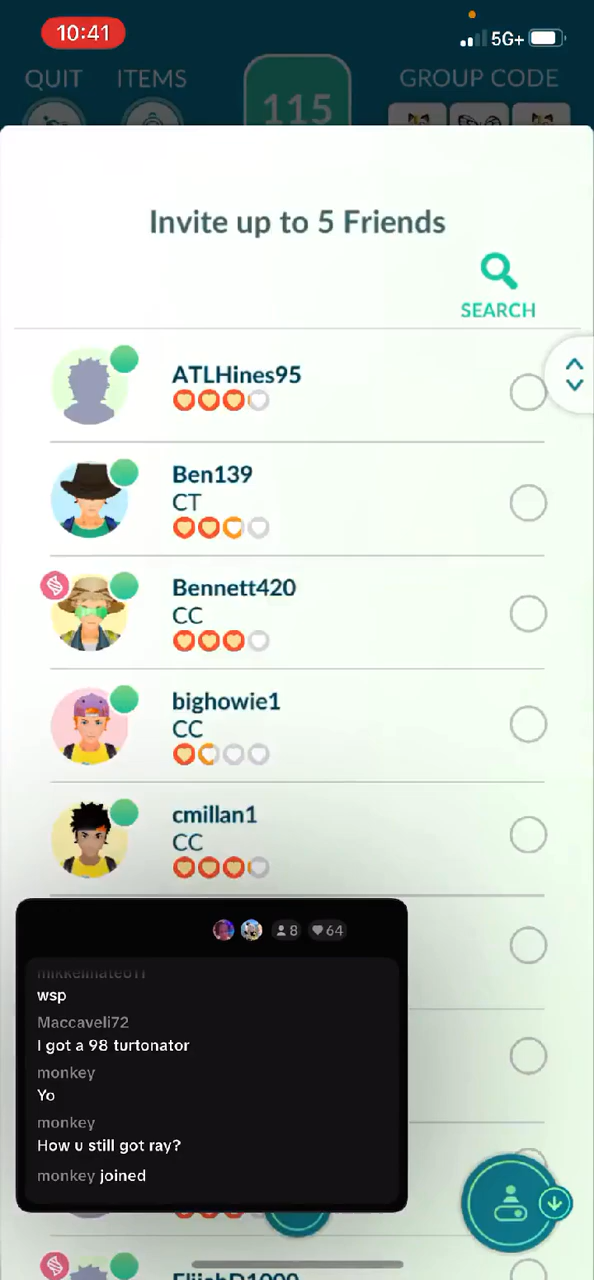 10:41
5G+
QUIT
ITEMS
115
GROUP CODE
Invite up to 5 Friends
SEARCH
ATLHines95
Ben139
CT
Bennett420
CC
bighowie1
CC
cmillan1
CC
8
64
wsp
Maccaveli72
I got a 98 turtonator
monkey
Yo
monkey
How u still got ray?
monkey joined